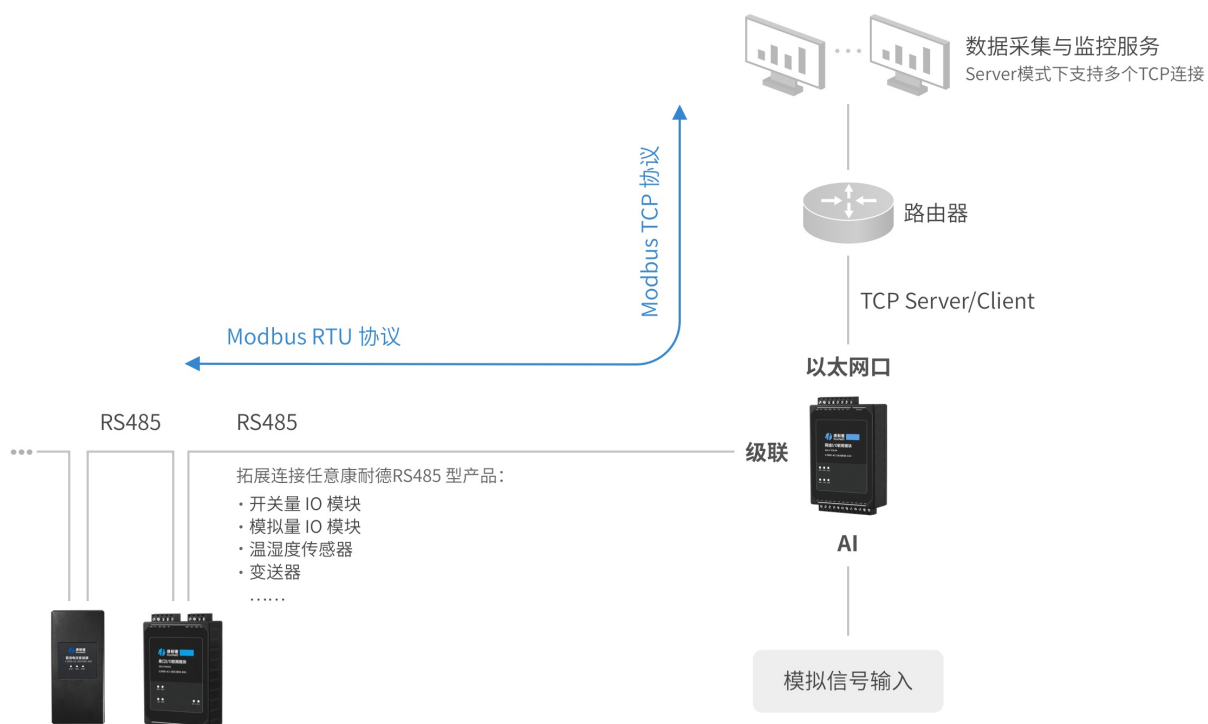 数据采集与监控服务
Server模式下支持多个TCP连接
Modbus TCP 协议
路由器
TCP Server/Client
Modbus RTU 协议
以太网口
RS485
RS485
级联
拓展连接任意康耐德RS485 型产品：
· 开关量 IO 模块
· 模拟量 IO 模块
· 温湿度传感器
· 变送器
……
AI
模拟信号输入